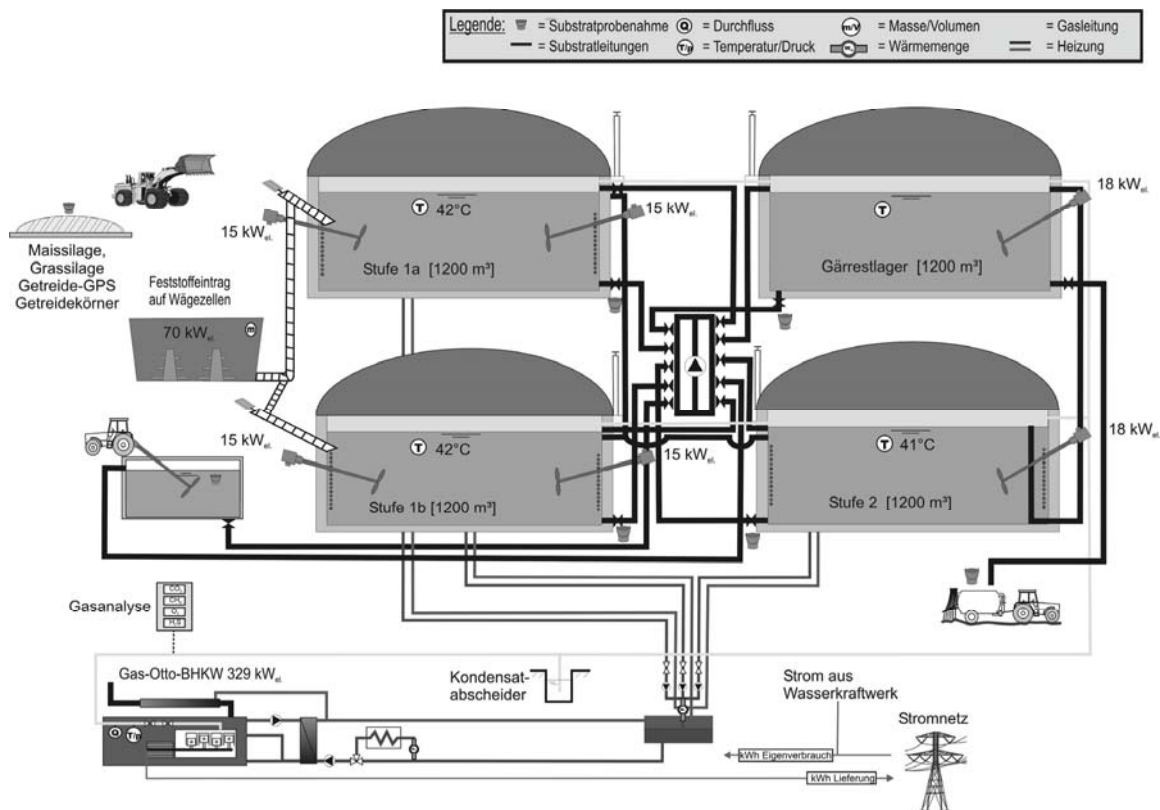 Legende: = Substratprobenahme Q = Durchfluss m/V = Masse/Volumen = Gasleitung
= Substratleitungen T/p = Temperatur/Druck = Wärmemenge = Heizung
18 kWel.
15 kWel.
T 42°C
15 kWel.
T
Stufe 1a [1200 m³]
Gärrestlager [1200 m³]
Maissilage,
Grassilage
Getreide-GPS
Getreidekörner
Feststoffeintrag
auf Wägezellen
70 kWel.
m
15 kWel.
T 42°C
15 kWel.
T 41°C
18 kWel.
Stufe 1b [1200 m³]
Stufe 2 [1200 m³]
Gasanalyse
CO₂
CH₄
O₂
H₂S
Gas-Otto-BHKW 329 kWel.
Kondensat-
abscheider
Strom aus
Wasserkraftwerk
Stromnetz
Q T/p
kWh Eigenverbrauch
kWh Lieferung